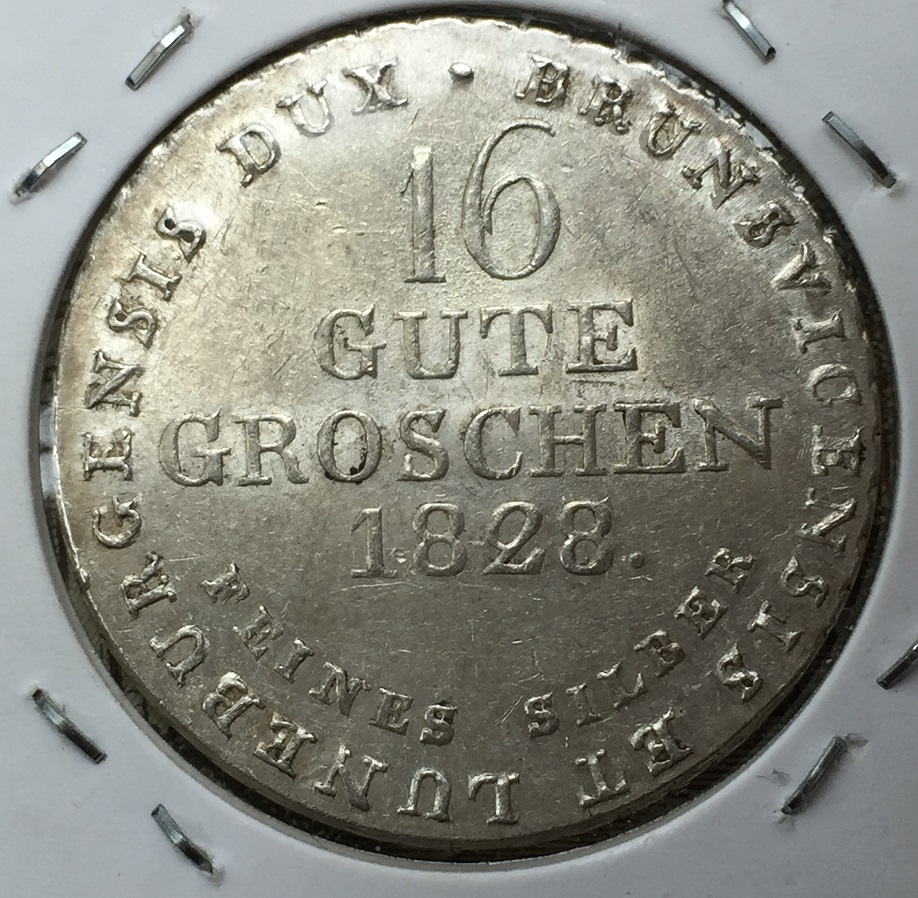 16
GUTE
GROSCHEN
1828.
FEINES SILBER
BRUNSVICENSIS ET LUNEBURGENSIS DUX ·